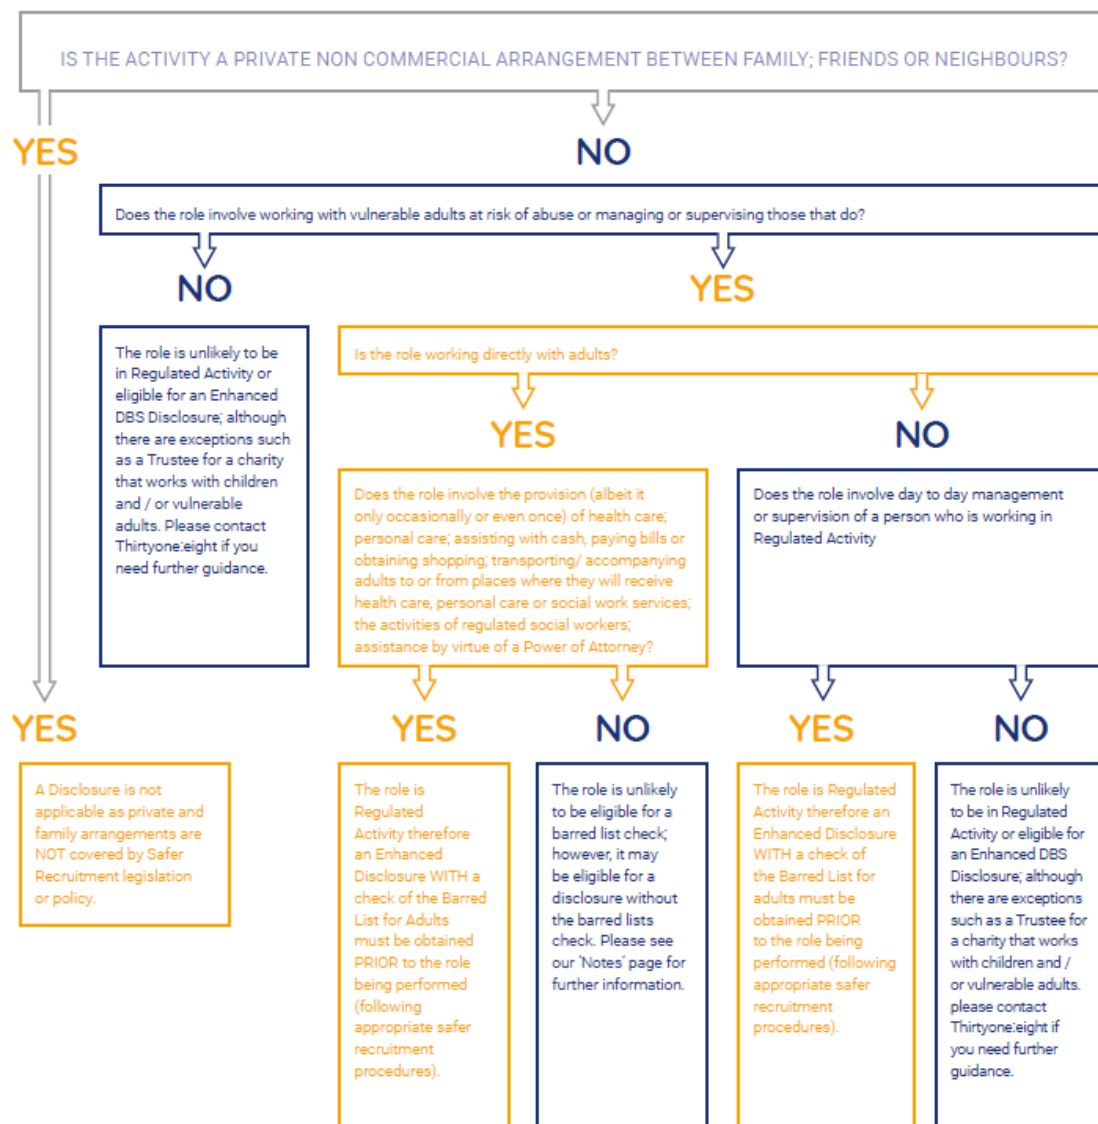 IS THE ACTIVITY A PRIVATE NON COMMERCIAL ARRANGEMENT BETWEEN FAMILY; FRIENDS OR NEIGHBOURS?
YES
NO
Does the role involve working with vulnerable adults at risk of abuse or managing or supervising those that do?
NO
YES
The role is unlikely to be
in Regulated Activity or
eligible for an Enhanced
DBS Disclosure; although
there are exceptions such
as a Trustee for a charity
that works with children
and / or vulnerable
adults. Please contact
Thirtyone:eight if you
need further guidance.
Is the role working directly with adults?
YES
NO
Does the role involve the provision (albeit it
only occasionally or even once) of health care;
personal care; assisting with cash, paying bills or
obtaining shopping; transporting/ accompanying
adults to or from places where they will receive
health care, personal care or social work services;
the activities of regulated social workers;
assistance by virtue of a Power of Attorney?
Does the role involve day to day management
or supervision of a person who is working in
Regulated Activity
YES
YES
NO
YES
NO
A Disclosure is not
applicable as private and
family arrangements are
NOT covered by Safer
Recruitment legislation
or policy.
The role is
Regulated
Activity therefore
an Enhanced
Disclosure WITH a
check of the Barred
List for Adults
must be obtained
PRIOR to the role
being performed
(following
appropriate safer
recruitment
procedures).
The role is unlikely
to be eligible for a
barred list check;
however, it may
be eligible for a
disclosure without
the barred lists
check. Please see
our 'Notes' page for
further information.
The role is Regulated
Activity therefore an
Enhanced Disclosure
WITH a check of
the Barred List for
adults must be
obtained PRIOR
to the role being
performed (following
appropriate safer
recruitment
procedures).
The role is unlikely
to be in Regulated
Activity or eligible for
an Enhanced DBS
Disclosure; although
there are exceptions
such as a Trustee for
a charity that works
with children and /
or vulnerable adults.
please contact
Thirtyone:eight if
you need further
guidance.